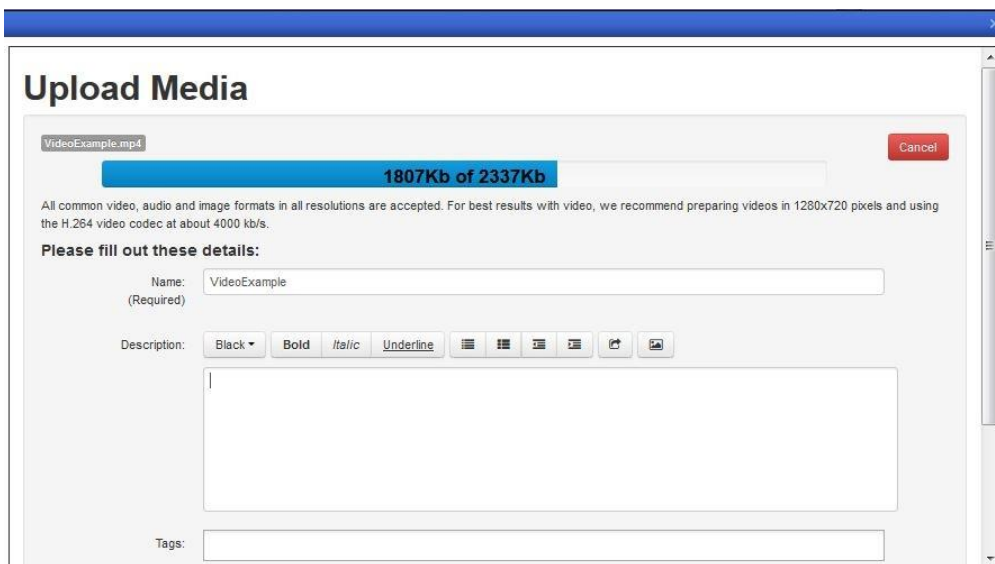 Upload Media
VideoExample.mp4
Cancel
1807Kb of 2337Kb
All common video, audio and image formats in all resolutions are accepted. For best results with video, we recommend preparing videos in 1280x720 pixels and using
the H.264 video codec at about 4000 kb/s.
Please fill out these details:
Name: VideoExample
(Required)
Description: Black Bold Italic Underline
Tags: